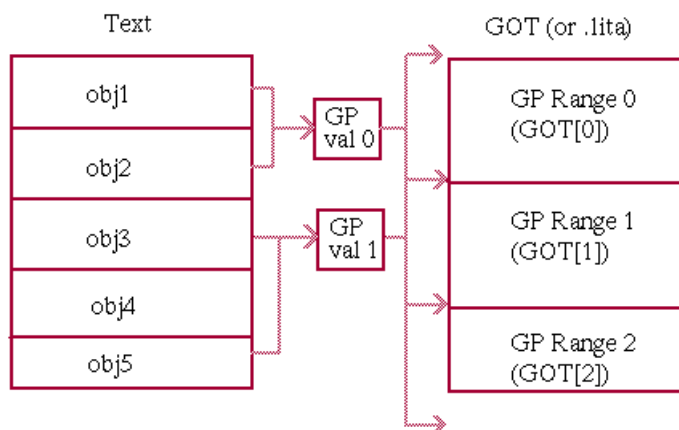 Text
GOT (or .lita)
obj1
obj2
obj3
obj4
obj5
GP
val 0
GP
val 1
GP Range 0
(GOT[0])
GP Range 1
(GOT[1])
GP Range 2
(GOT[2])